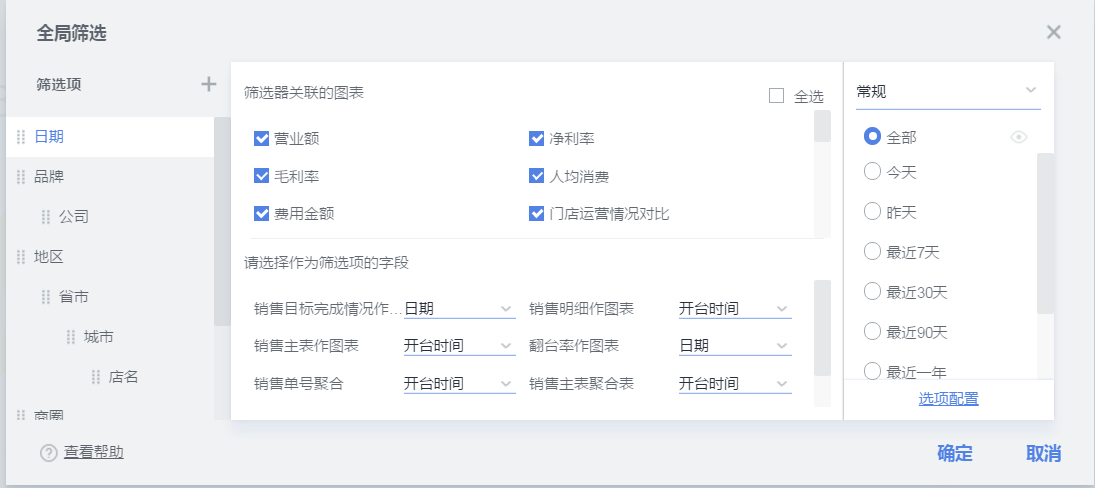 全局筛选
筛选项
日期
品牌
公司
地区
省市
城市
店名
商圈
筛选器关联的图表
全选
营业额
净利率
毛利率
人均消费
费用金额
门店运营情况对比
请选择作为筛选项的字段
销售目标完成情况作... 日期
销售明细作图表 开台时间
销售主表作图表 开台时间
翻台率作图表 日期
销售单号聚合 开台时间
销售主表聚合表 开台时间
常规
全部
今天
昨天
最近7天
最近30天
最近90天
最近一年
选项配置
查看帮助
确定
取消